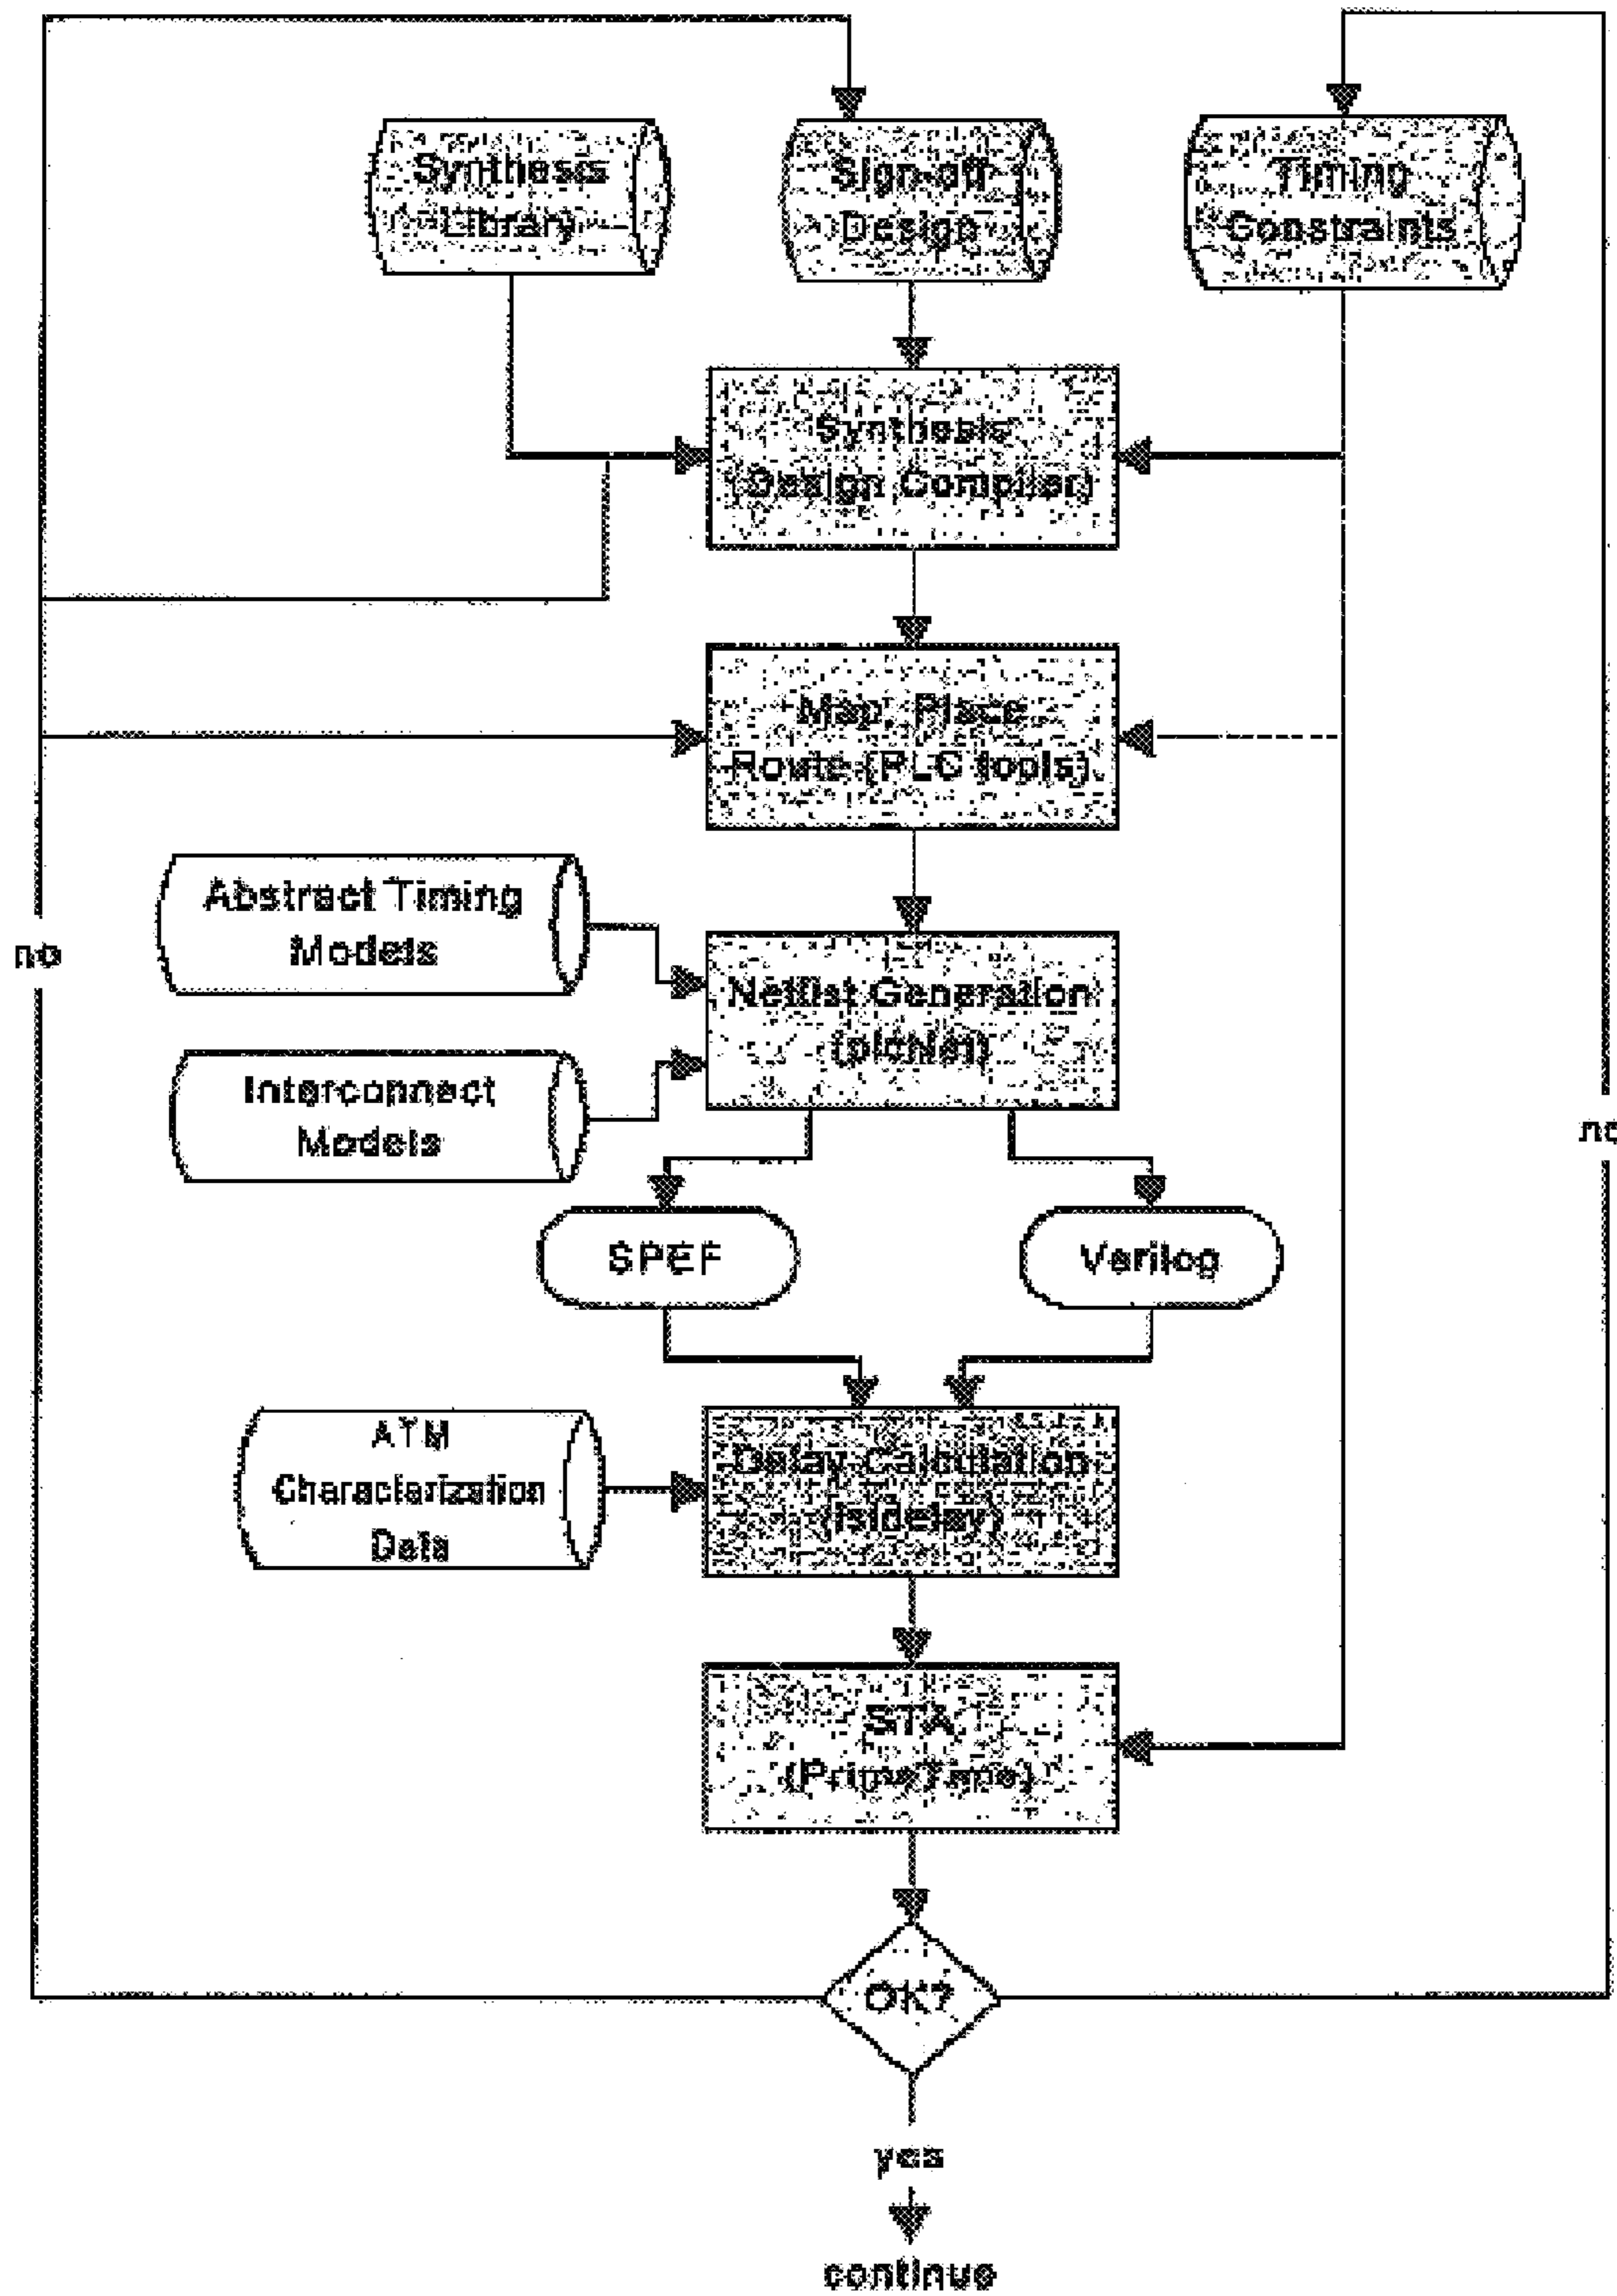 Synthesis
Library
Sign-off
Design
Timing
Constraints
Synthesis
(Design Compiler)
Map, Place
Route (PLC tools)
Abstract Timing
Models
no
Netlist Generation
(plcNet)
Interconnect
Models
no
SPEF
Verilog
ATM
Characterization
Data
Delay Calculation
STA
(PrimeTime)
OK?
yes
continue